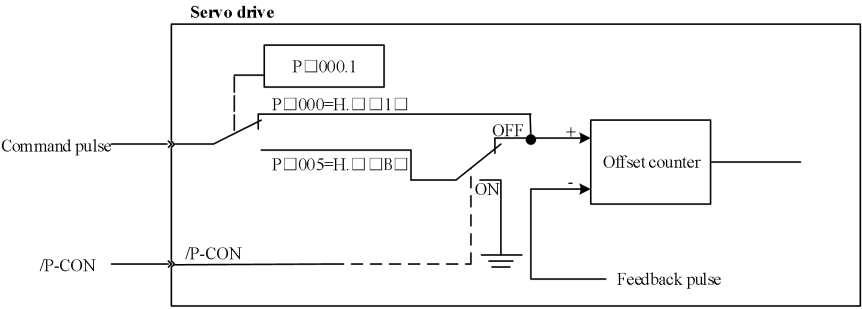 Servo drive
P□000.1
P□000=H.□□1□
Command pulse
OFF
+
Offset counter
P□005=H.□□B□
-
ON
/P-CON
/P-CON
Feedback pulse